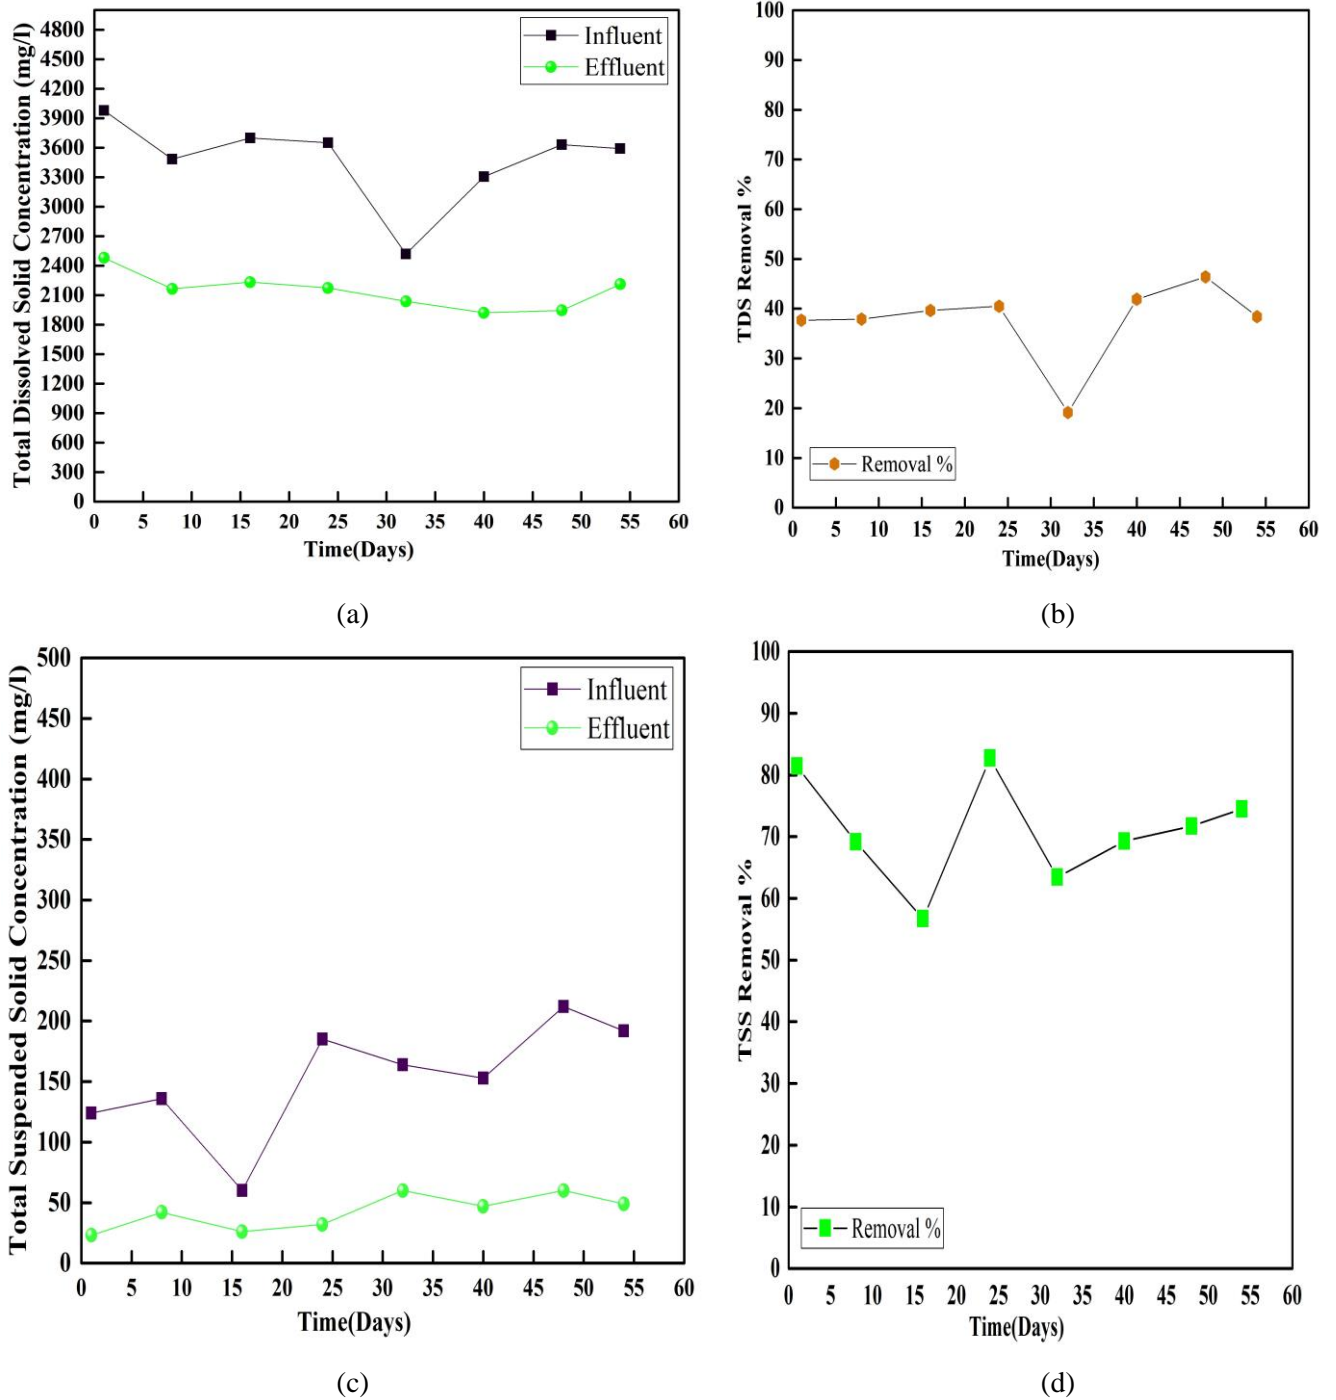 Total Dissolved Solid Concentration (mg/l)
4800
4500
4200
3900
3600
3300
3000
2700
2400
2100
1800
1500
1200
900
600
300
0
Influent
Effluent
0 5 10 15 20 25 30 35 40 45 50 55 60
Time(Days)
(a)
TDS Removal %
100
90
80
70
60
50
40
30
20
10
0
Removal %
0 5 10 15 20 25 30 35 40 45 50 55 60
Time(Days)
(b)
Total Suspended Solid Concentration (mg/l)
500
450
400
350
300
250
200
150
100
50
0
Influent
Effluent
0 5 10 15 20 25 30 35 40 45 50 55 60
Time(Days)
(c)
TSS Removal %
100
90
80
70
60
50
40
30
20
10
0
Removal %
0 5 10 15 20 25 30 35 40 45 50 55 60
Time(Days)
(d)